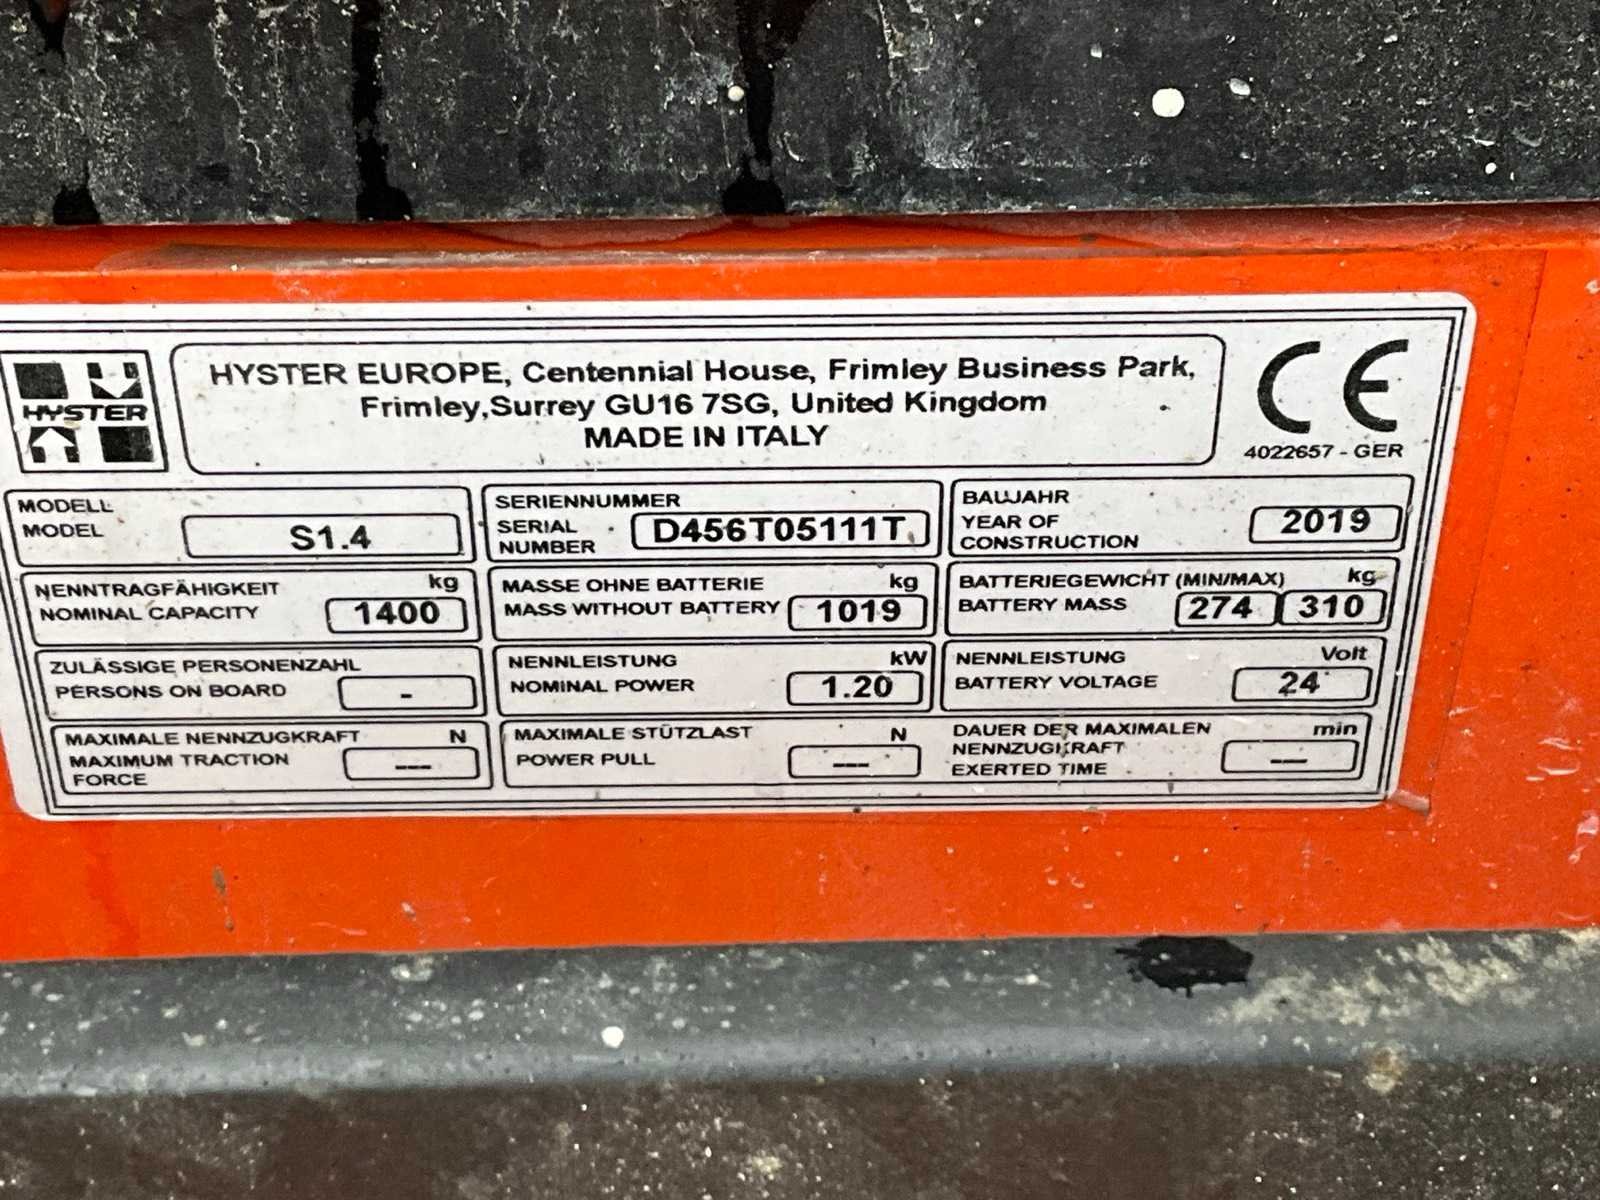 HYSTER
HYSTER EUROPE, Centennial House, Frimley Business Park,
Frimley,Surrey GU16 7SG, United Kingdom
MADE IN ITALY
CE
4022657 - GER
MODELL
MODEL
S1.4
SERIENNUMMER
SERIAL
NUMBER
D456T05111T
BAUJAHR
YEAR OF
CONSTRUCTION
2019
NENNTRAGFÄHIGKEIT kg
NOMINAL CAPACITY 1400
MASSE OHNE BATTERIE kg
MASS WITHOUT BATTERY 1019
BATTERIEGEWICHT (MIN/MAX) kg
BATTERY MASS 274 310
ZULÄSSIGE PERSONENZAHL
PERSONS ON BOARD -
NENNLEISTUNG kW
NOMINAL POWER 1.20
NENNLEISTUNG Volt
BATTERY VOLTAGE 24
MAXIMALE NENNZUGKRAFT N
MAXIMUM TRACTION
FORCE
---
MAXIMALE STÜTZLAST N
POWER PULL ---
DAUER DER MAXIMALEN min
NENNZUGKRAFT
EXERTED TIME
---